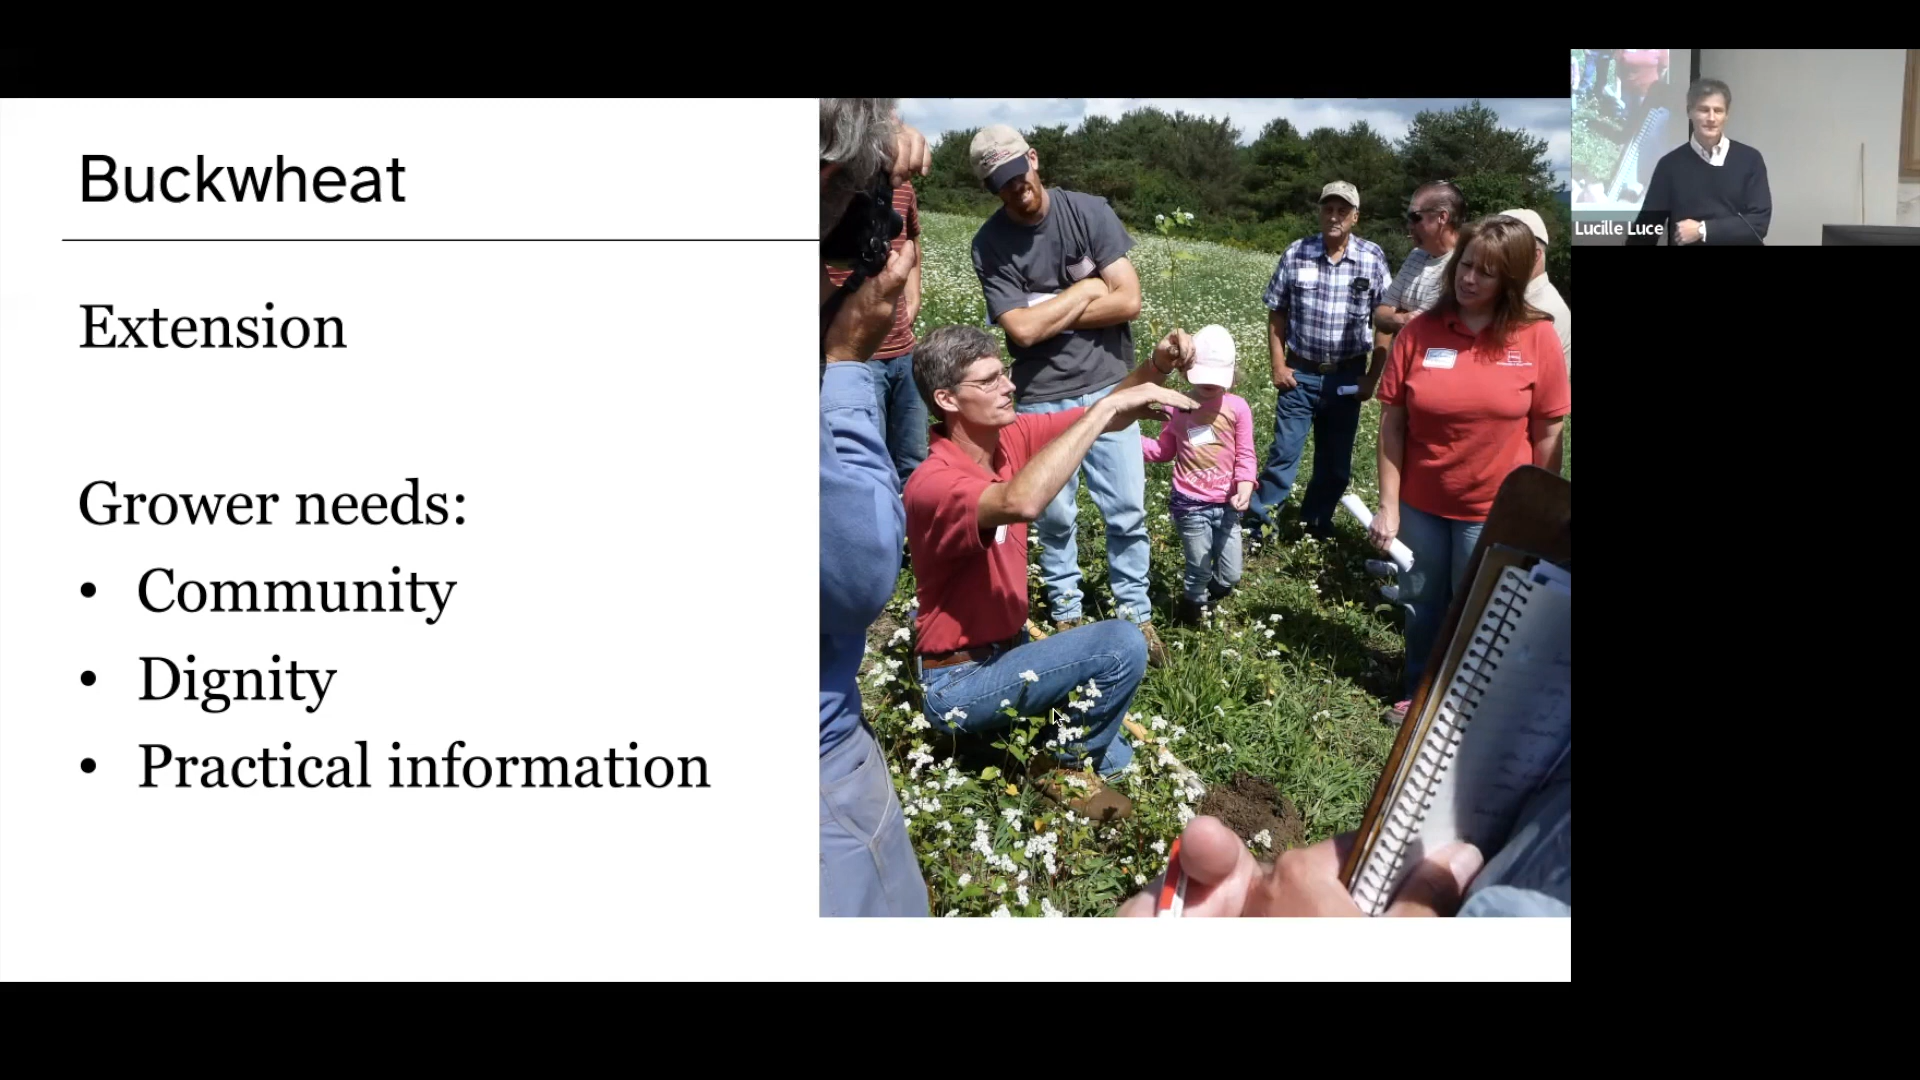 Buckwheat
Extension
Grower needs:
• Community
• Dignity
• Practical information
Lucille Luce